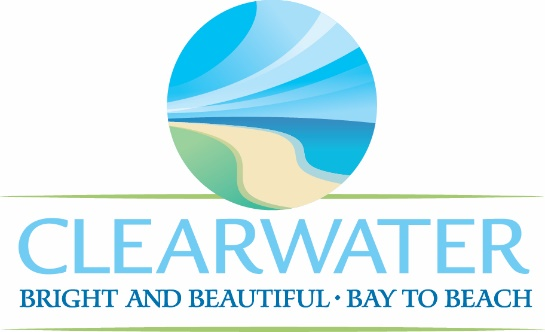 CLEARWATER
BRIGHT AND BEAUTIFUL • BAY TO BEACH